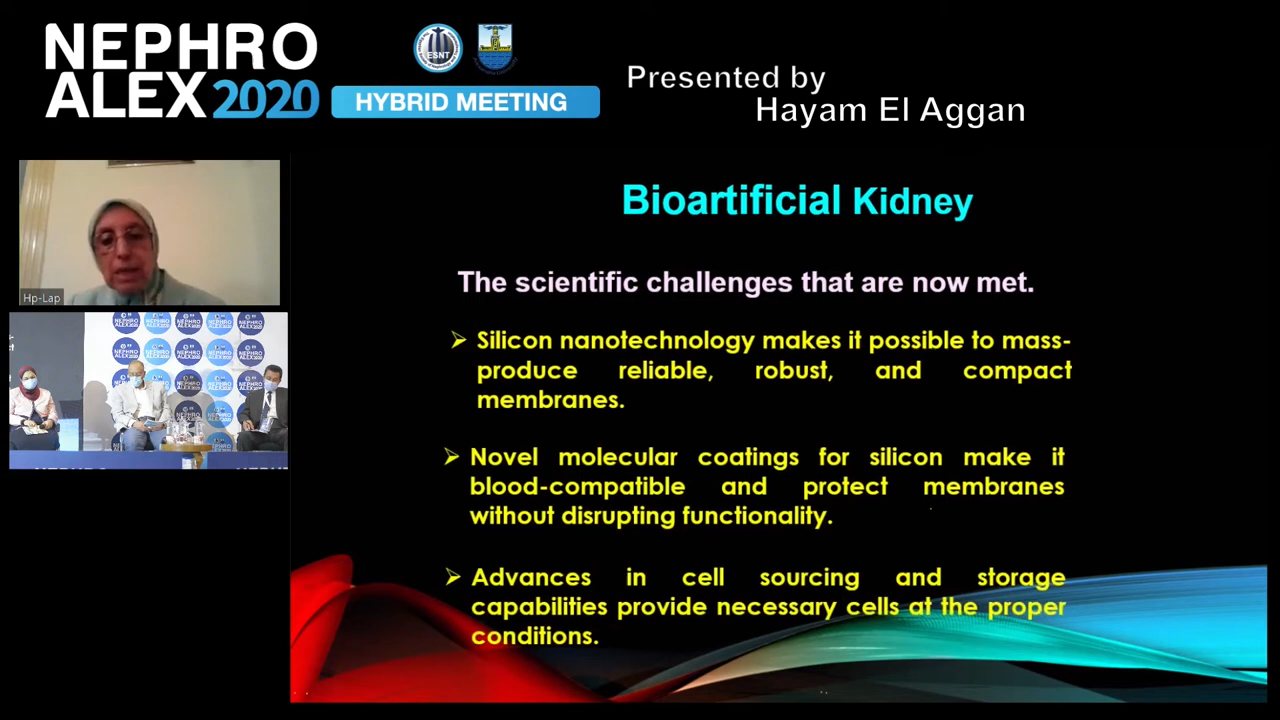 NEPHRO
ALEX2020
ESNT
HYBRID MEETING
Presented by
Hayam El Aggan
Hp-Lap
Bioartificial Kidney
The scientific challenges that are now met.
➢ Silicon nanotechnology makes it possible to mass-
produce reliable, robust, and compact
membranes.
➢ Novel molecular coatings for silicon make it
blood-compatible and protect membranes
without disrupting functionality.
➢ Advances in cell sourcing and storage
capabilities provide necessary cells at the proper
conditions.